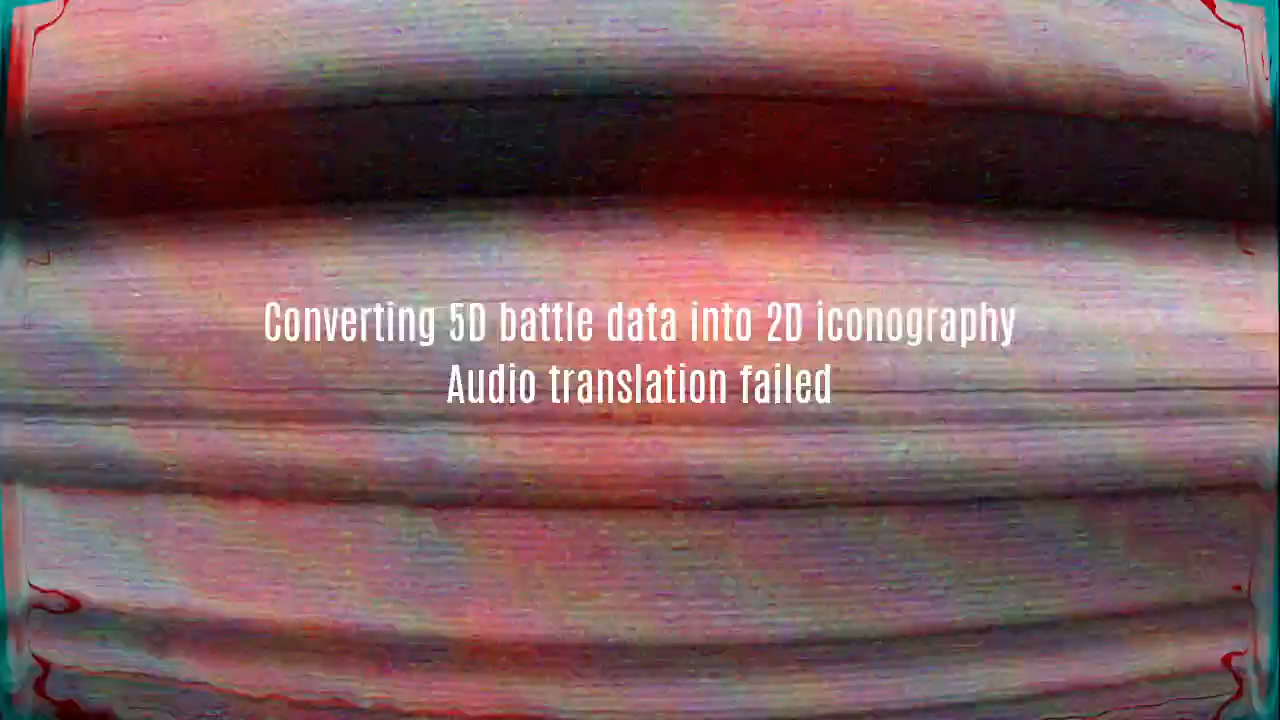 Converting 5D battle data into 2D iconography
Audio translation failed